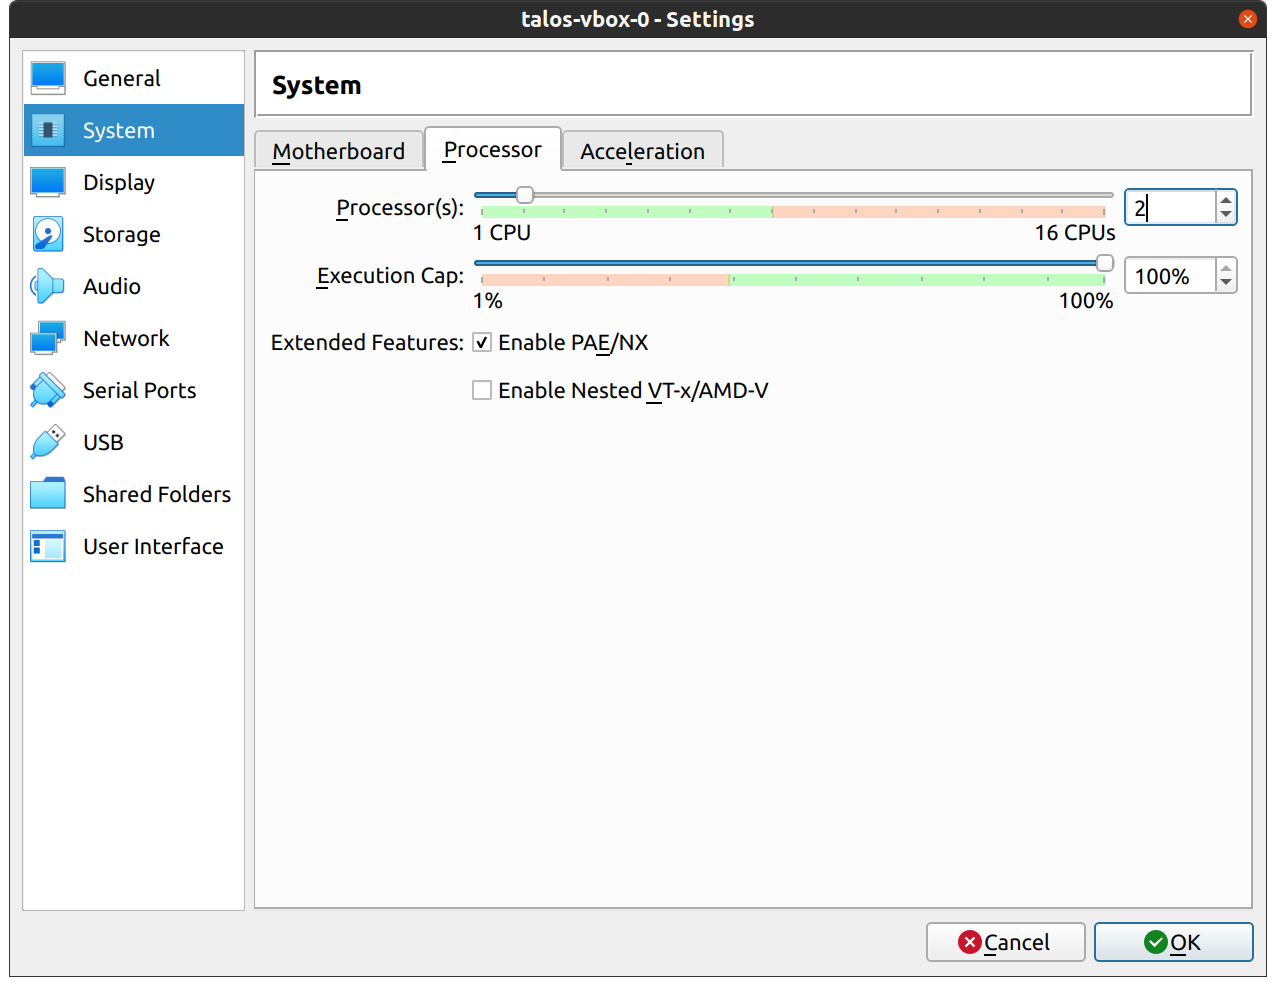 talos-vbox-0 - Settings
General
System
Display
Storage
Audio
Network
Serial Ports
USB
Shared Folders
User Interface
System
Motherboard
Processor
Acceleration
Processor(s):
2
1 CPU
16 CPUs
Execution Cap:
100%
1%
100%
Extended Features:
Enable PAE/NX
Enable Nested VT-x/AMD-V
Cancel
OK